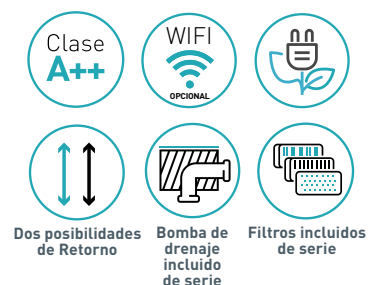 Clase
A++
WIFI
OPCIONAL
Dos posibilidades
de Retorno
Bomba de
drenaje
incluido
de serie
Filtros incluidos
de serie